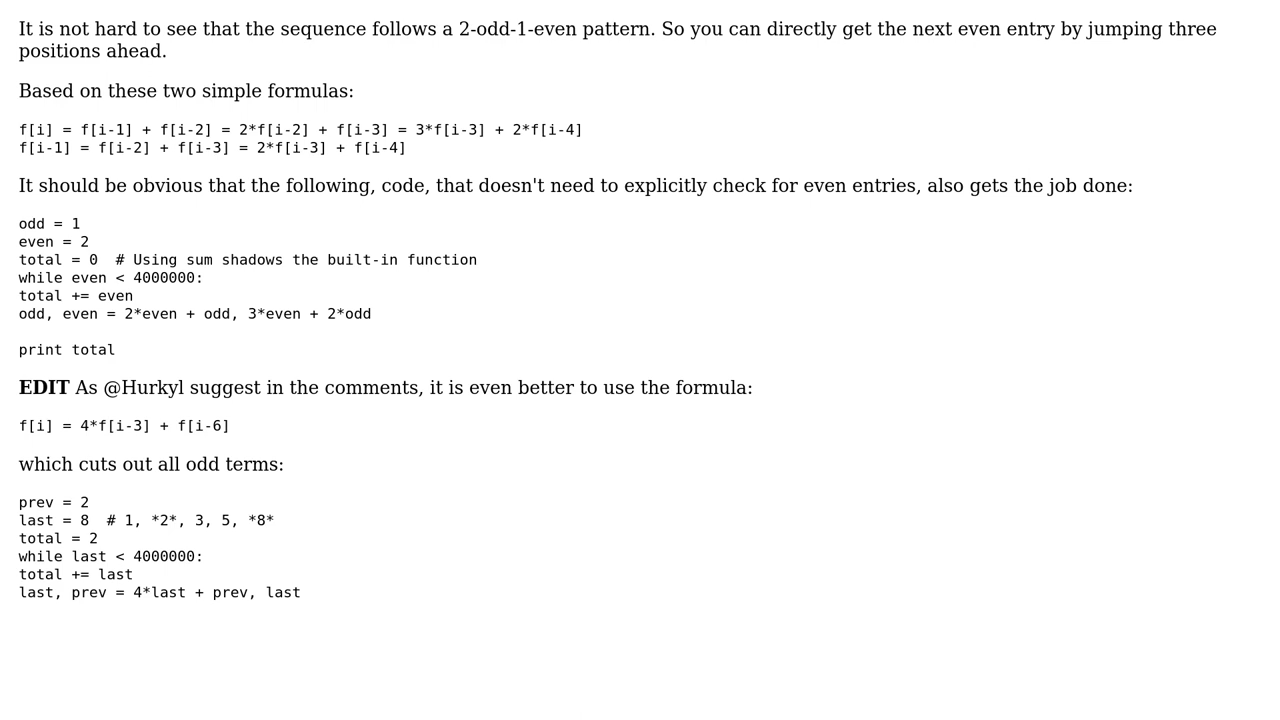 It is not hard to see that the sequence follows a 2-odd-1-even pattern. So you can directly get the next even entry by jumping three
positions ahead.
Based on these two simple formulas:
f[i] = f[i-1] + f[i-2] = 2*f[i-2] + f[i-3] = 3*f[i-3] + 2*f[i-4]
f[i-1] = f[i-2] + f[i-3] = 2*f[i-3] + f[i-4]
It should be obvious that the following, code, that doesn't need to explicitly check for even entries, also gets the job done:
odd = 1
even = 2
total = 0  # Using sum shadows the built-in function
while even < 4000000:
total += even
odd, even = 2*even + odd, 3*even + 2*odd
print total
EDIT As @Hurkyl suggest in the comments, it is even better to use the formula:
f[i] = 4*f[i-3] + f[i-6]
which cuts out all odd terms:
prev = 2
last = 8  # 1, *2*, 3, 5, *8*
total = 2
while last < 4000000:
total += last
last, prev = 4*last + prev, last